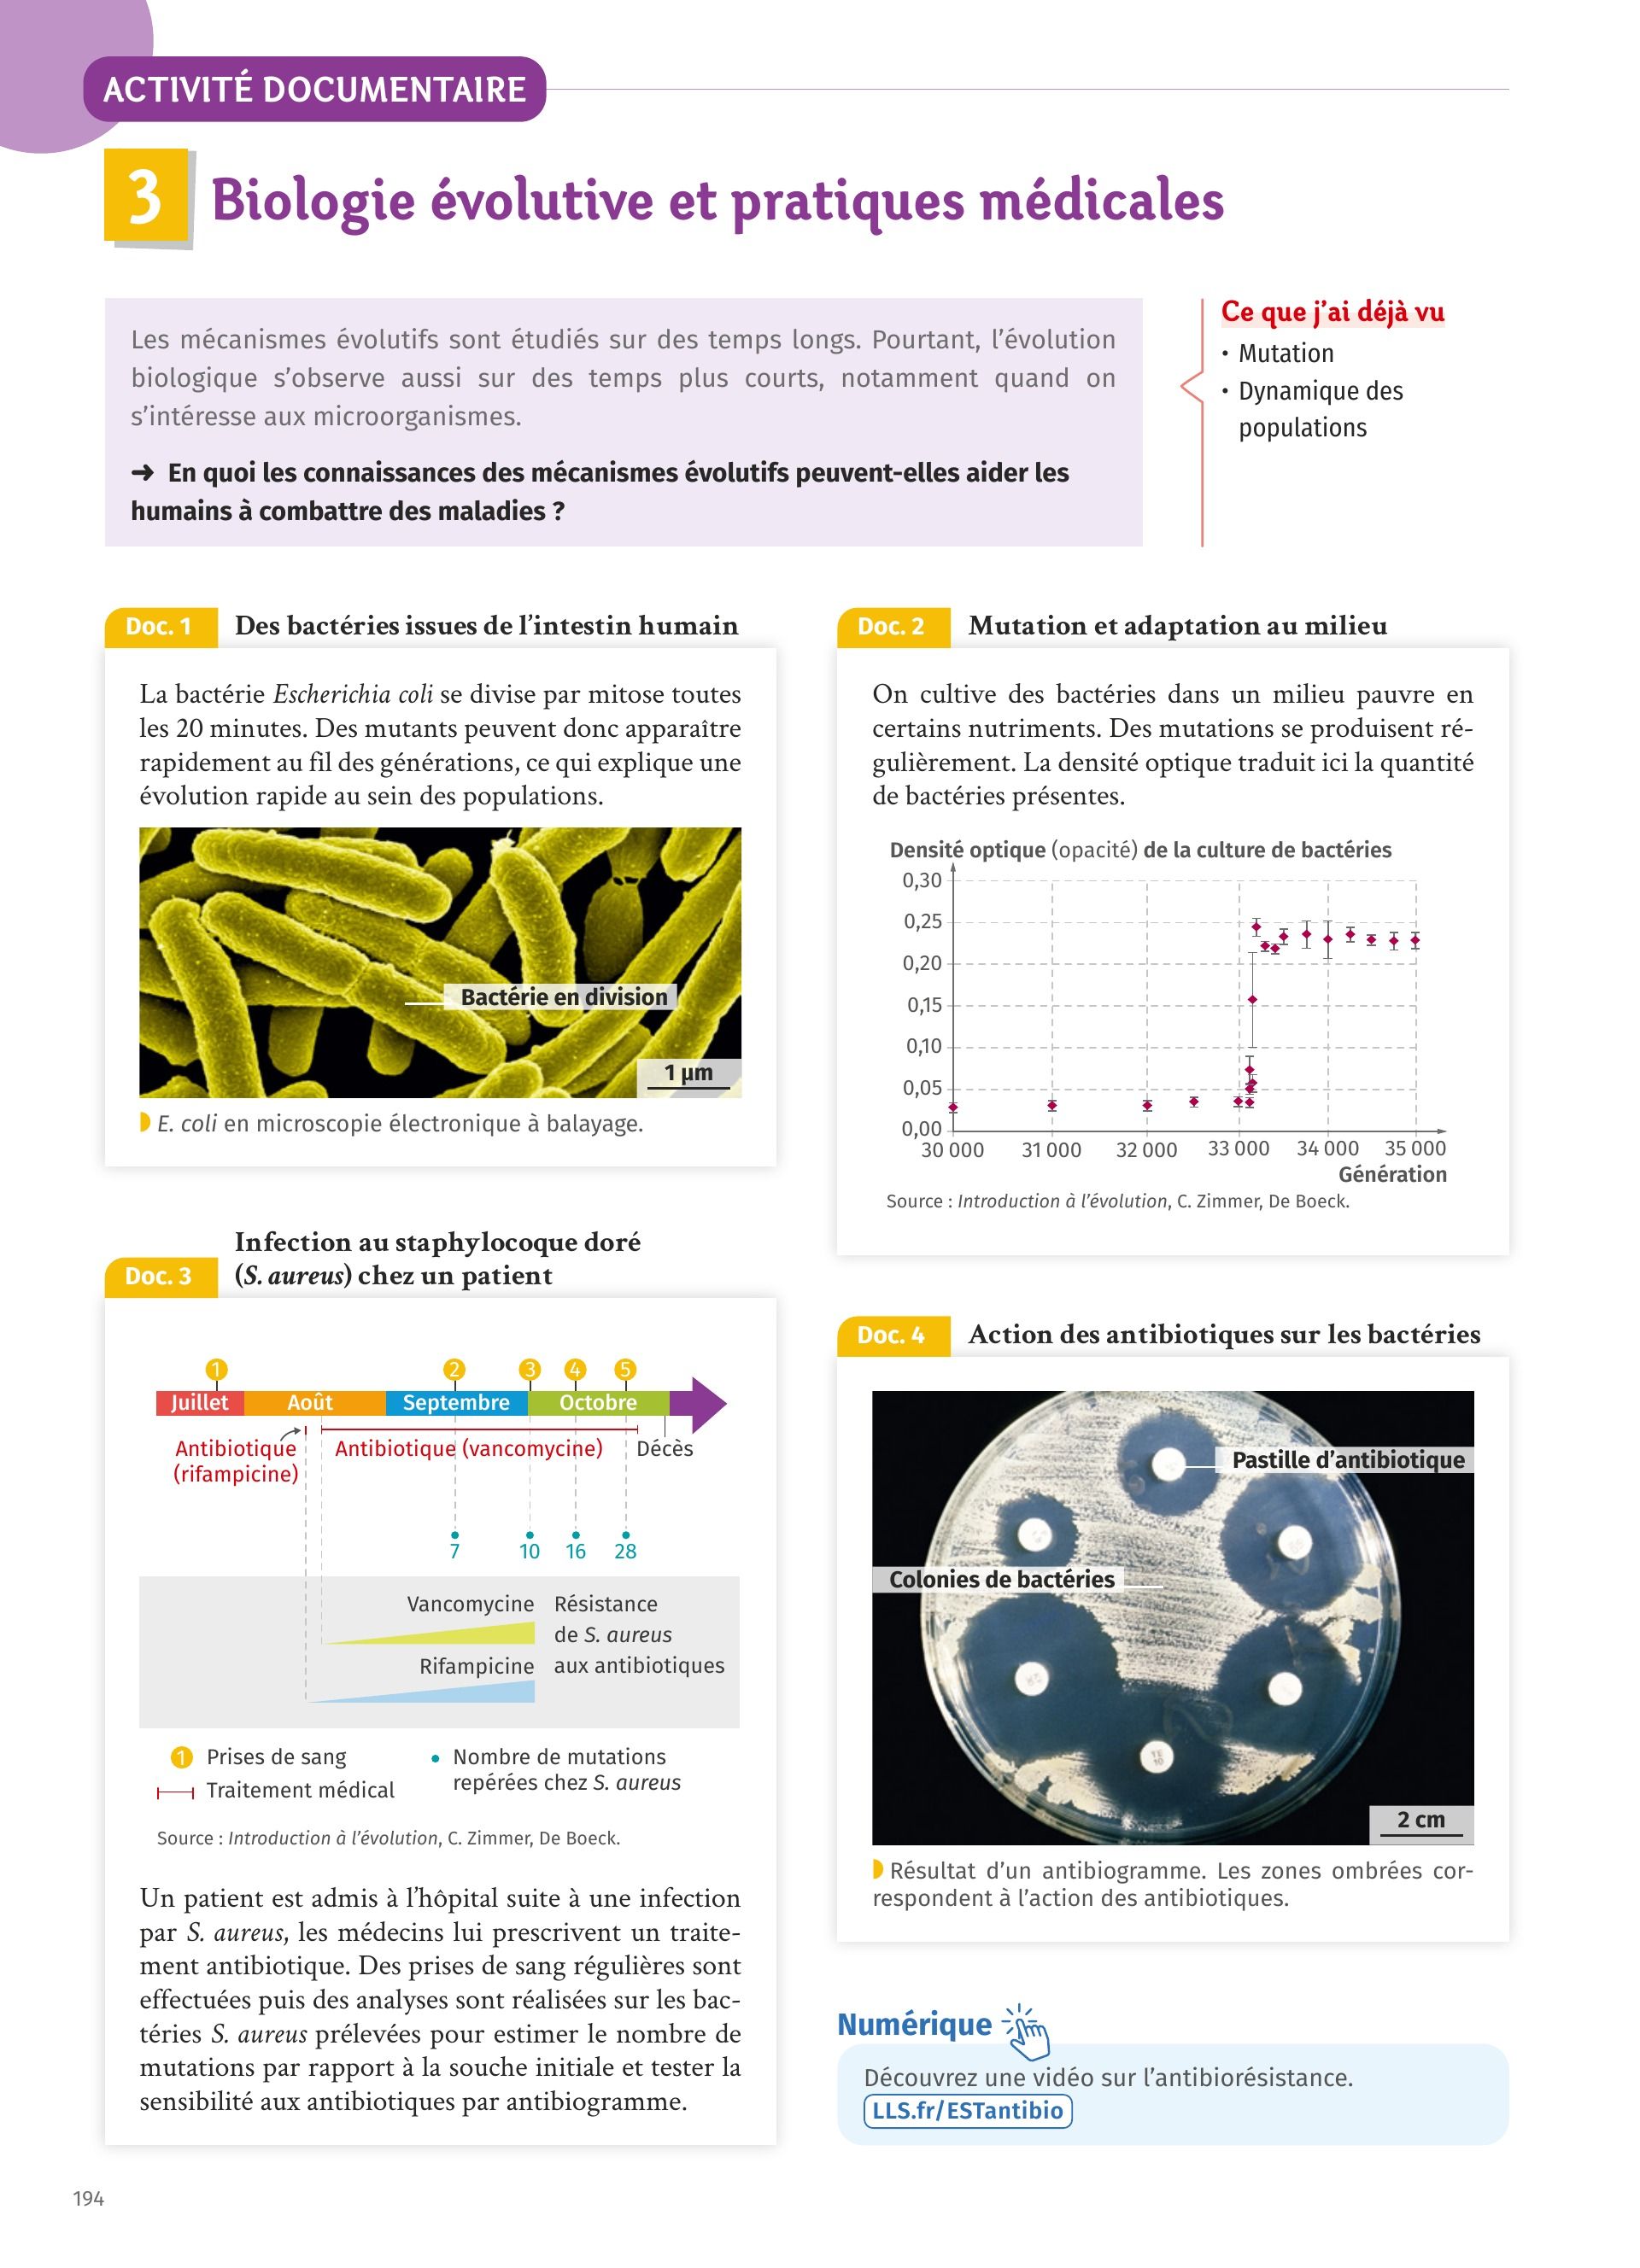 ACTIVITÉ DOCUMENTAIRE
3 Biologie évolutive et pratiques médicales
Les mécanismes évolutifs sont étudiés sur des temps longs. Pourtant, l’évolution
biologique s’observe aussi sur des temps plus courts, notamment quand on
s’intéresse aux microorganismes.
➜ En quoi les connaissances des mécanismes évolutifs peuvent-elles aider les
humains à combattre des maladies ?
Ce que j’ai déjà vu
• Mutation
• Dynamique des
populations
Doc. 1 Des bactéries issues de l’intestin humain
La bactérie Escherichia coli se divise par mitose toutes
les 20 minutes. Des mutants peuvent donc apparaître
rapidement au fil des générations, ce qui explique une
évolution rapide au sein des populations.
Bactérie en division
1 µm
E. coli en microscopie électronique à balayage.
Doc. 2 Mutation et adaptation au milieu
On cultive des bactéries dans un milieu pauvre en
certains nutriments. Des mutations se produisent ré-
gulièrement. La densité optique traduit ici la quantité
de bactéries présentes.
Densité optique (opacité) de la culture de bactéries
0,30
0,25
0,20
0,15
0,10
0,05
0,00
30 000 31 000 32 000 33 000 34 000 35 000
Génération
Source : Introduction à l’évolution, C. Zimmer, De Boeck.
Doc. 3 Infection au staphylocoque doré
(S. aureus) chez un patient
1 2 3 4 5
Juillet Août Septembre Octobre
Antibiotique
(rifampicine)
Antibiotique (vancomycine)
Décès
7 10 16 28
Vancomycine
Rifampicine
Résistance
de S. aureus
aux antibiotiques
1 Prises de sang
Traitement médical
• Nombre de mutations
repérées chez S. aureus
Source : Introduction à l’évolution, C. Zimmer, De Boeck.
Un patient est admis à l’hôpital suite à une infection
par S. aureus, les médecins lui prescrivent un traite-
ment antibiotique. Des prises de sang régulières sont
effectuées puis des analyses sont réalisées sur les bac-
téries S. aureus prélevées pour estimer le nombre de
mutations par rapport à la souche initiale et tester la
sensibilité aux antibiotiques par antibiogramme.
Doc. 4 Action des antibiotiques sur les bactéries
Pastille d’antibiotique
Colonies de bactéries
TE
10
2 cm
Résultat d’un antibiogramme. Les zones ombrées cor-
respondent à l’action des antibiotiques.
Numérique
Découvrez une vidéo sur l’antibiorésistance.
LLS.fr/ESTantibio
194